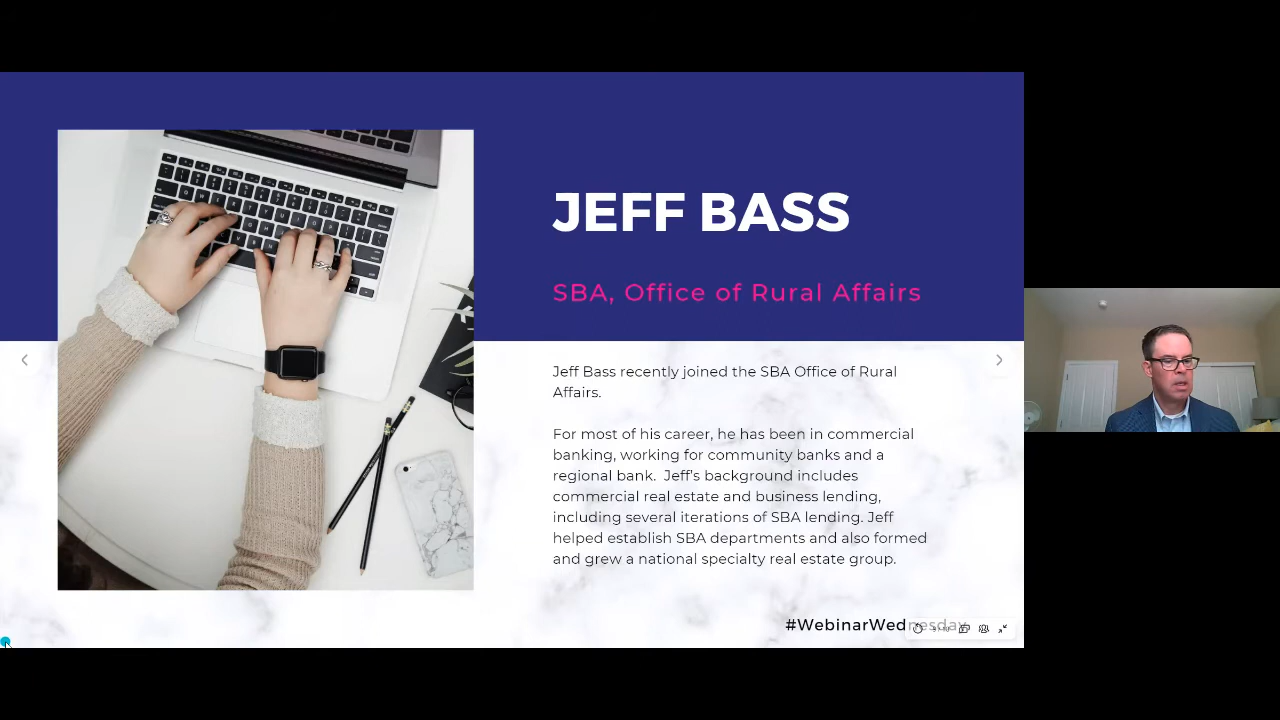 JEFF BASS
SBA, Office of Rural Affairs
Jeff Bass recently joined the SBA Office of Rural
Affairs.
For most of his career, he has been in commercial
banking, working for community banks and a
regional bank. Jeff's background includes
commercial real estate and business lending,
including several iterations of SBA lending. Jeff
helped establish SBA departments and also formed
and grew a national specialty real estate group.
#WebinarWednesday